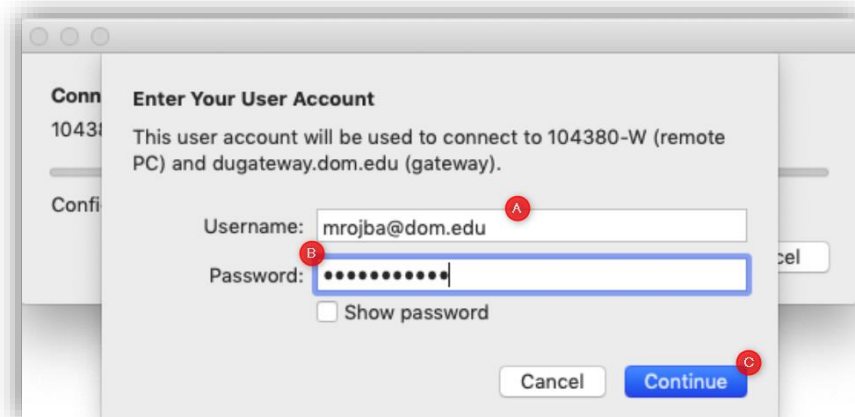 Conn
10438
Enter Your User Account
This user account will be used to connect to 104380-W (remote
PC) and dugateway.dom.edu (gateway).
Confi
A
Username: mrojba@dom.edu
B
Password: •••••••••••
cel
Show password
C
Cancel Continue